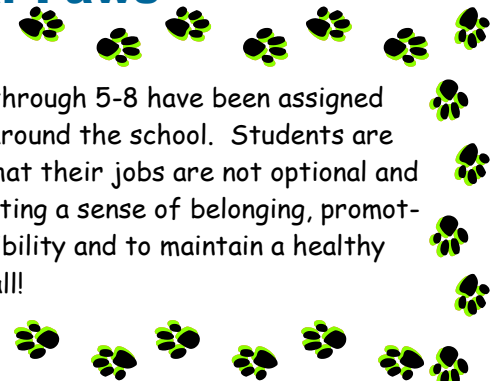 Paws
hrough 5-8 have been assigned
round the school. Students are
hat their jobs are not optional and
ting a sense of belonging, promot-
bility and to maintain a healthy
all!